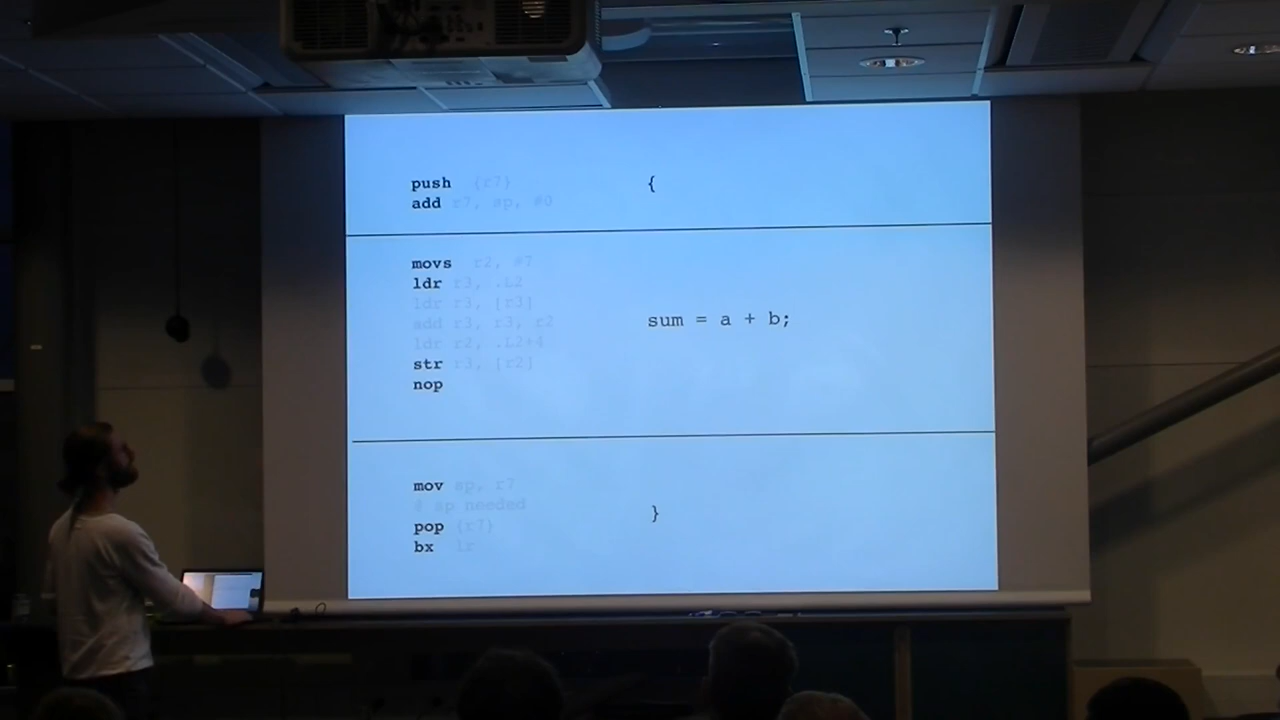 push {r7}
add r7, sp, #0
{
movs r2, #7
ldr r3, .L2
ldr r3, [r3]
add r3, r3, r2
ldr r2, .L2+4
str r3, [r2]
nop
sum = a + b;
mov sp, r7
# sp needed
pop {r7}
bx lr
}